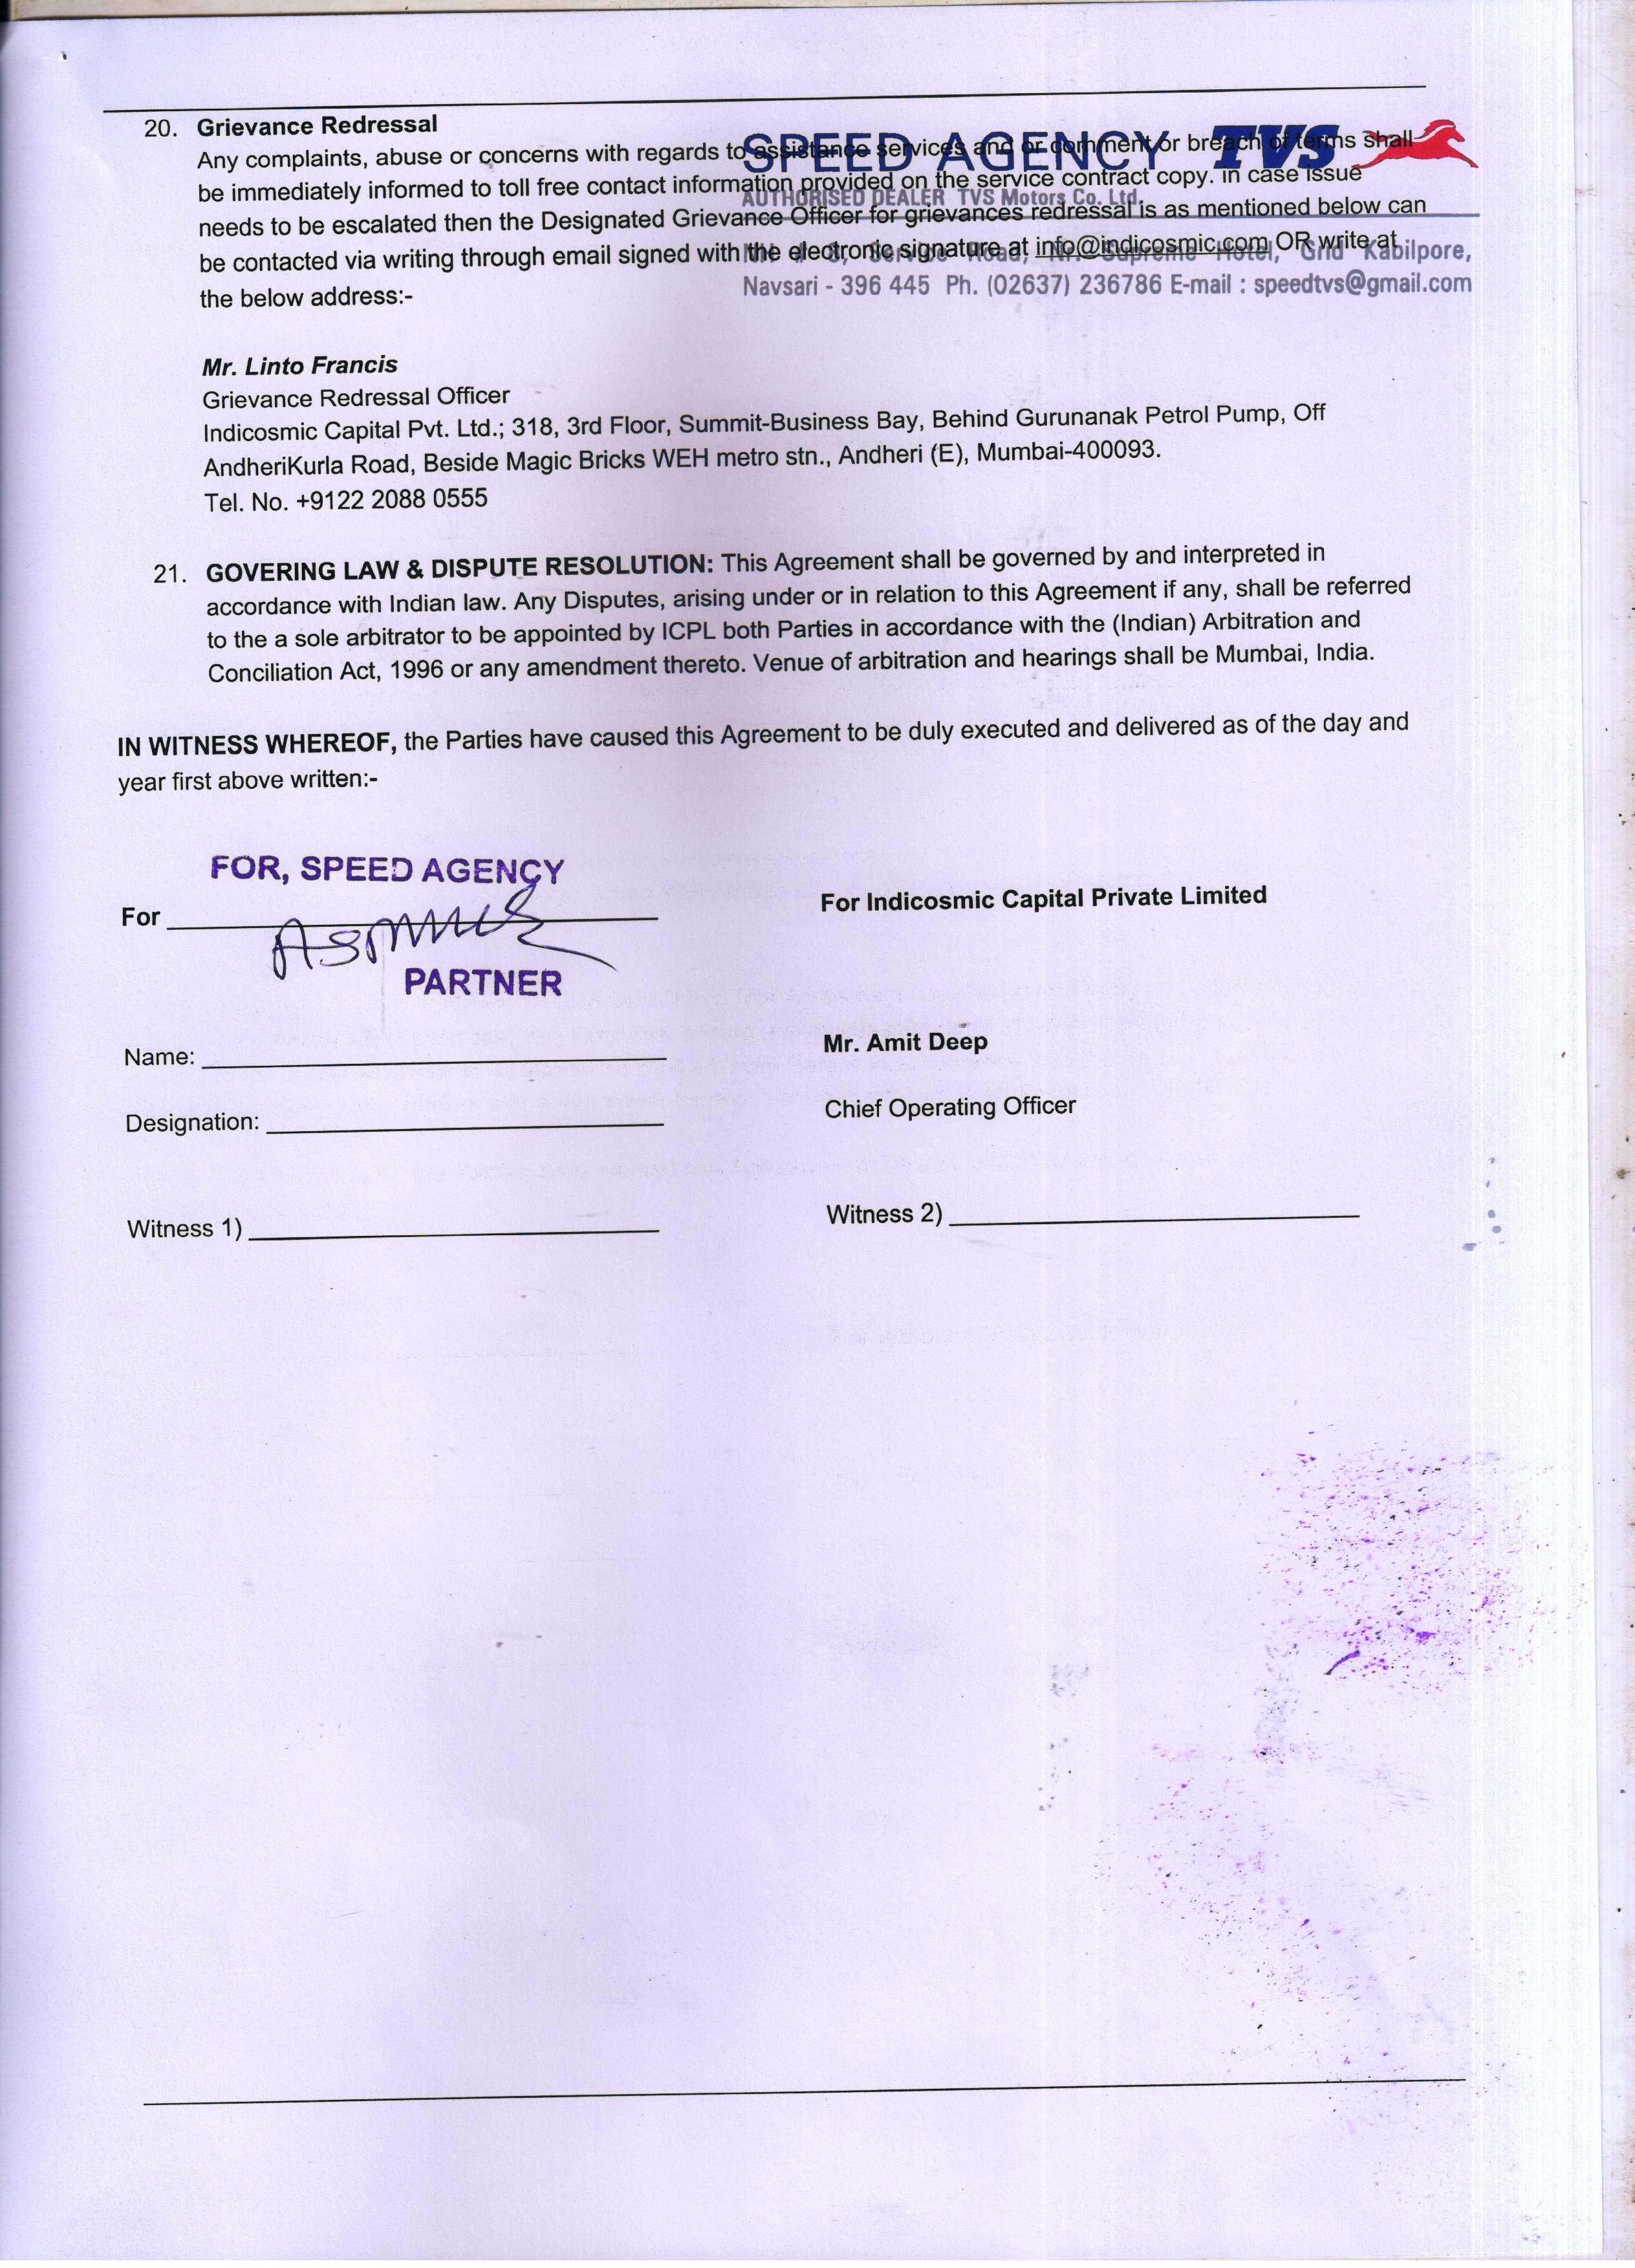 SPEED AGENCY TVS
AUTHORISED DEALER TVS Motors Co. Ltd.
NH # 8, Service Road, Nr. Supreme Hotel, Grid Kabilpore,
Navsari - 396 445 Ph. (02637) 236786 E-mail : speedtvs@gmail.com
20. Grievance Redressal
Any complaints, abuse or concerns with regards to assistance services and or comment or breach of terms shall
be immediately informed to toll free contact information provided on the service contract copy. in case issue
needs to be escalated then the Designated Grievance Officer for grievances redressal is as mentioned below can
be contacted via writing through email signed with the electronic signature at info@indicosmic.com OR write at
the below address:-
Mr. Linto Francis
Grievance Redressal Officer
Indicosmic Capital Pvt. Ltd.; 318, 3rd Floor, Summit-Business Bay, Behind Gurunanak Petrol Pump, Off
AndheriKurla Road, Beside Magic Bricks WEH metro stn., Andheri (E), Mumbai-400093.
Tel. No. +9122 2088 0555
21. GOVERING LAW & DISPUTE RESOLUTION: This Agreement shall be governed by and interpreted in
accordance with Indian law. Any Disputes, arising under or in relation to this Agreement if any, shall be referred
to the a sole arbitrator to be appointed by ICPL both Parties in accordance with the (Indian) Arbitration and
Conciliation Act, 1996 or any amendment thereto. Venue of arbitration and hearings shall be Mumbai, India.
IN WITNESS WHEREOF, the Parties have caused this Agreement to be duly executed and delivered as of the day and
year first above written:-
FOR, SPEED AGENCY
For
PARTNER
For Indicosmic Capital Private Limited
Name:
Mr. Amit Deep
Designation:
Chief Operating Officer
Witness 1)
Witness 2)